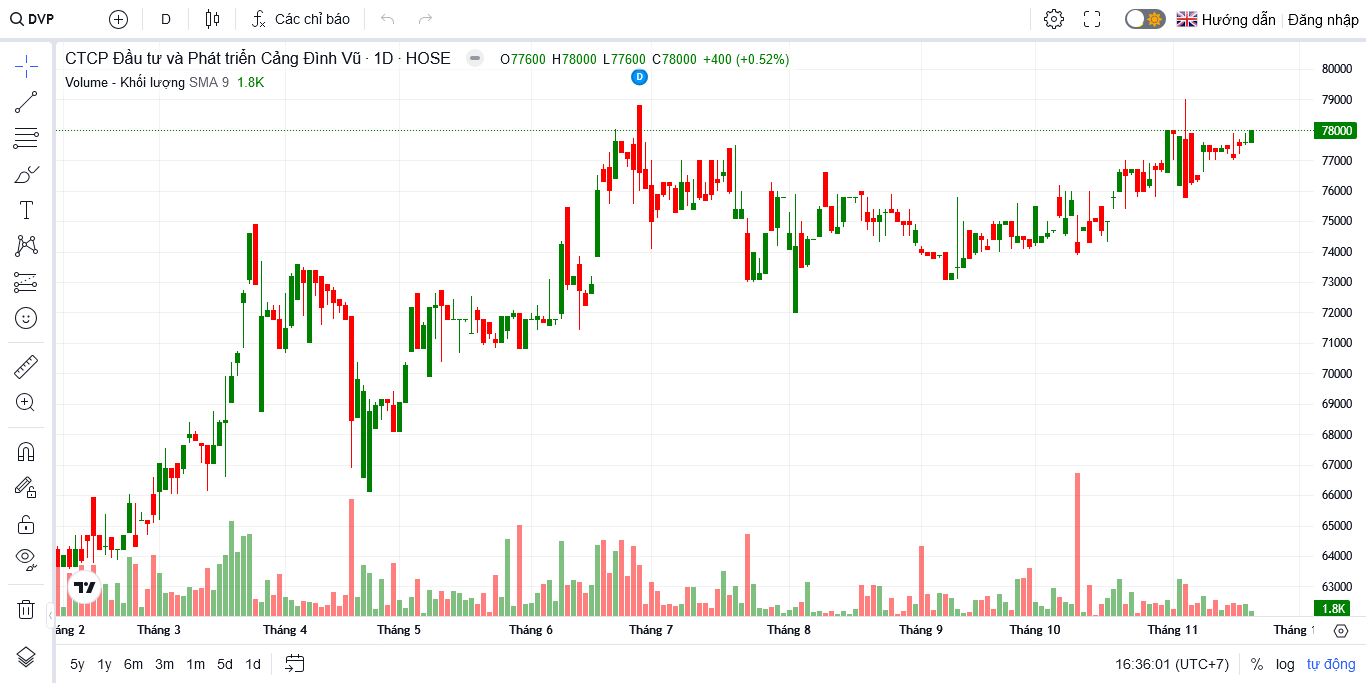 DVP D Các chỉ báo Hướng dẫn Đăng nhập
CTCP Đầu tư và Phát triển Cảng Đình Vũ · 1D · HOSE O77600 H78000 L77600 C78000 +400 (+0.52%)
Volume - Khối lượng SMA 9 1.8K
D
80000
79000
78000
77000
76000
75000
74000
73000
72000
71000
70000
69000
68000
67000
66000
65000
64000
63000
1.8K
áng 2 Tháng 3 Tháng 4 Tháng 5 Tháng 6 Tháng 7 Tháng 8 Tháng 9 Tháng 10 Tháng 11 Tháng 1
5y 1y 6m 3m 1m 5d 1d 16:36:01 (UTC+7) % log tự động